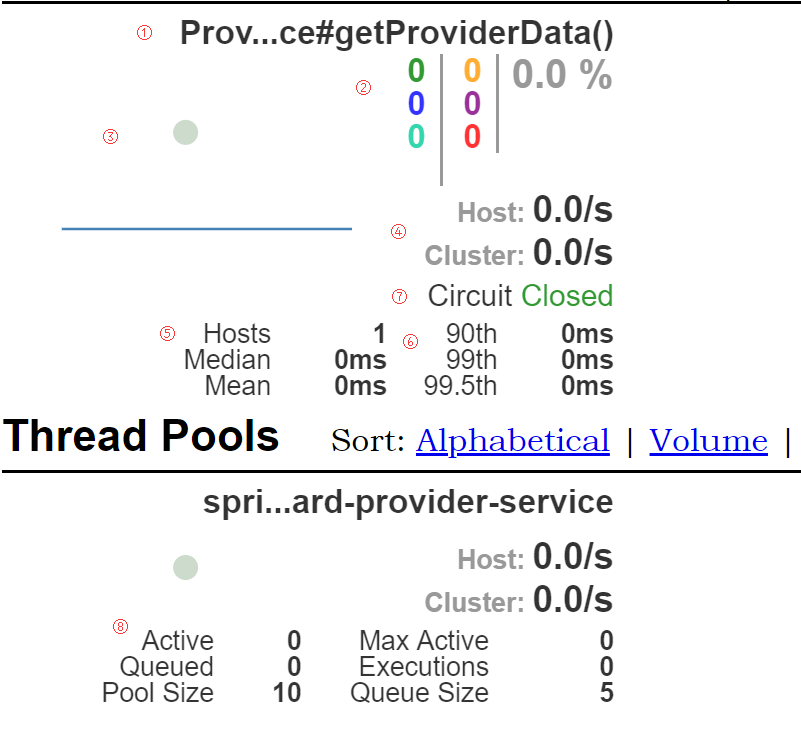 ① Prov...ce#getProviderData()
② 0 0 0.0 %
0 0
③ 0 0
Host: 0.0/s
④ Cluster: 0.0/s
⑦ Circuit Closed
⑤ Hosts 1 ⑥ 90th 0ms
Median 0ms 99th 0ms
Mean 0ms 99.5th 0ms
Thread Pools Sort: Alphabetical | Volume |
spri...ard-provider-service
Host: 0.0/s
Cluster: 0.0/s
⑧
Active 0 Max Active 0
Queued 0 Executions 0
Pool Size 10 Queue Size 5